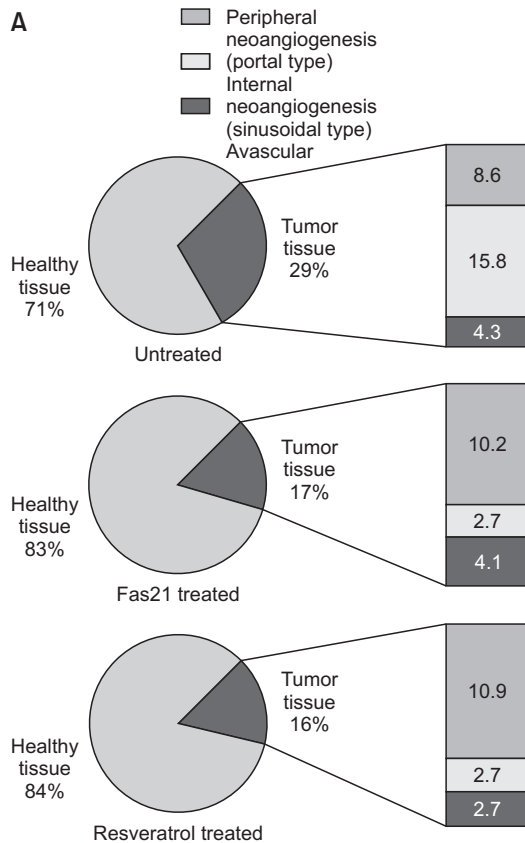 A
Peripheral
neoangiogenesis
(portal type)
Internal
neoangiogenesis
(sinusoidal type)
Avascular
Healthy
tissue
71%
Tumor
tissue
29%
8.6
15.8
4.3
Untreated
Healthy
tissue
83%
Tumor
tissue
17%
10.2
2.7
4.1
Fas21 treated
Healthy
tissue
84%
Tumor
tissue
16%
10.9
2.7
2.7
Resveratrol treated